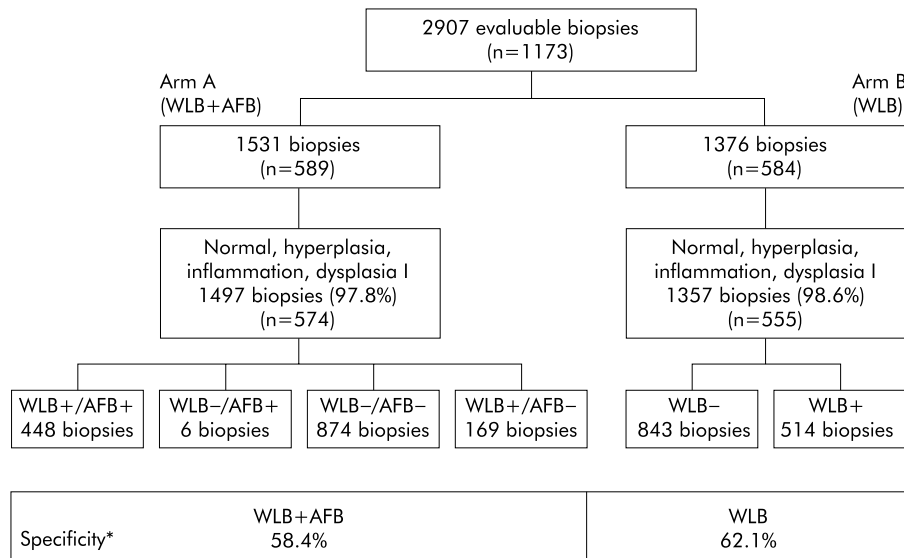 2907 evaluable biopsies
(n=1173)
Arm A
(WLB+AFB)
Arm B
(WLB)
1531 biopsies
(n=589)
1376 biopsies
(n=584)
Normal, hyperplasia,
inflammation, dysplasia I
1497 biopsies (97.8%)
(n=574)
Normal, hyperplasia,
inflammation, dysplasia I
1357 biopsies (98.6%)
(n=555)
WLB+/AFB+
448 biopsies
WLB−/AFB+
6 biopsies
WLB−/AFB−
874 biopsies
WLB+/AFB−
169 biopsies
WLB−
843 biopsies
WLB+
514 biopsies
Specificity*
WLB+AFB
58.4%
WLB
62.1%